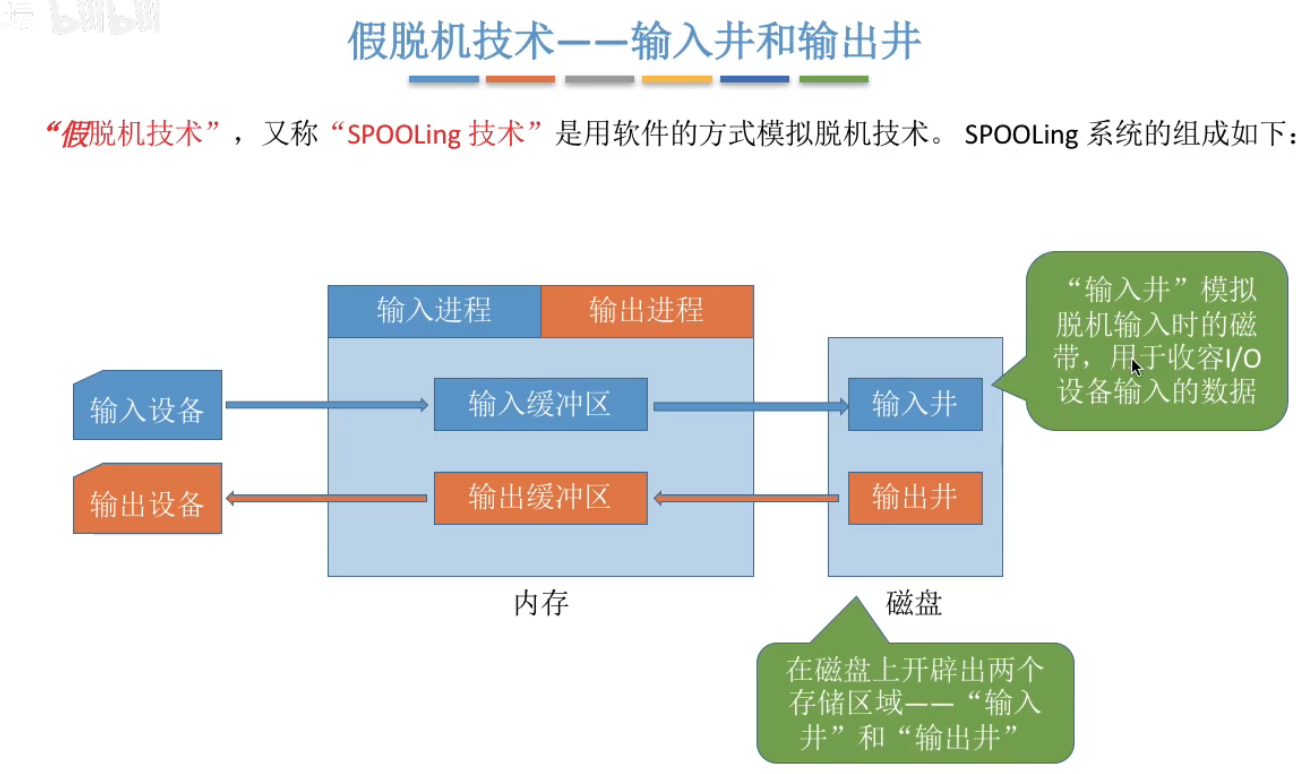 假脱机技术——输入井和输出井
“假脱机技术”，又称“SPOOLing 技术”是用软件的方式模拟脱机技术。 SPOOLing 系统的组成如下：
输入进程
输出进程
输入设备
输入缓冲区
输入井
输出设备
输出缓冲区
输出井
内存
磁盘
“输入井”模拟
脱机输入时的磁
带，用于收容I/O
设备输入的数据
在磁盘上开辟出两个
存储区域——“输入
井”和“输出井”